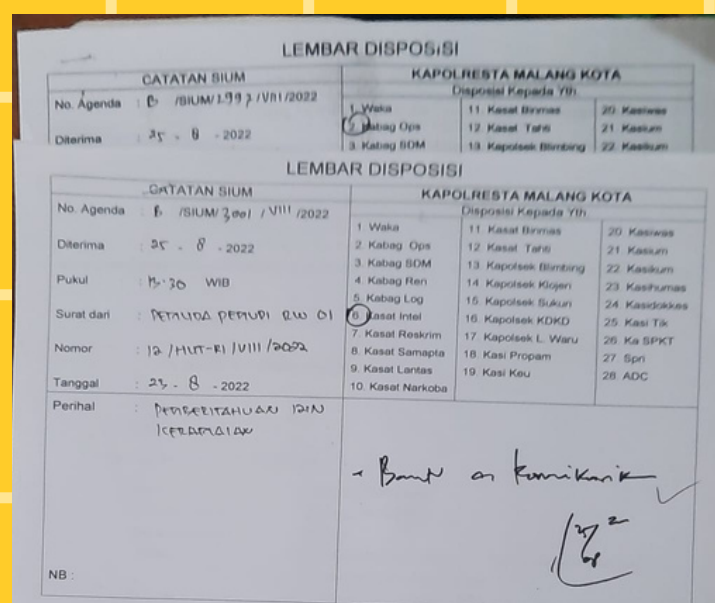 LEMBAR DISPOSISI
CATATAN SIUM
KAPOLRESTA MALANG KOTA
Disposisi Kepada Yth.
No. Agenda : B /SIUM/2997/VIII/2022
1. Waka 11. Kasat Binmas 20. Kasiwas
2. Kabag Ops 12. Kasat Tahti 21. Kasium
Diterima : 25 - 8 - 2022
3. Kabag SDM 13. Kapolsek Blimbing 22. Kasikum
LEMBAR DISPOSISI
CATATAN SIUM
KAPOLRESTA MALANG KOTA
Disposisi Kepada Yth.
No. Agenda : B /SIUM/3001 / VIII /2022
Diterima : 25 - 8 - 2022
Pukul : 30 WIB
Surat dari : PEMUDA PEMUDI RW 01
Nomor : 12 /HUT-RI /VIII /2022
Tanggal : 23 - 8 - 2022
1. Waka 11. Kasat Binmas 20. Kasiwas
2. Kabag Ops 12. Kasat Tahti 21. Kasium
3. Kabag SDM 13. Kapolsek Blimbing 22. Kasikum
4. Kabag Ren 14. Kapolsek Klojen 23. Kasihumas
5. Kabag Log 15. Kapolsek Sukun 24. Kasidokkes
6. Kasat Intel 16. Kapolsek KDKD 25. Kasi Tik
7. Kasat Reskrim 17. Kapolsek L. Waru 26. Ka SPKT
8. Kasat Samapta 18. Kasi Propam 27. Spri
9. Kasat Lantas 19. Kasi Keu 28. ADC
10. Kasat Narkoba
Perihal : PEMBERITAHUAN IZIN
KERAMAIAN
NB :